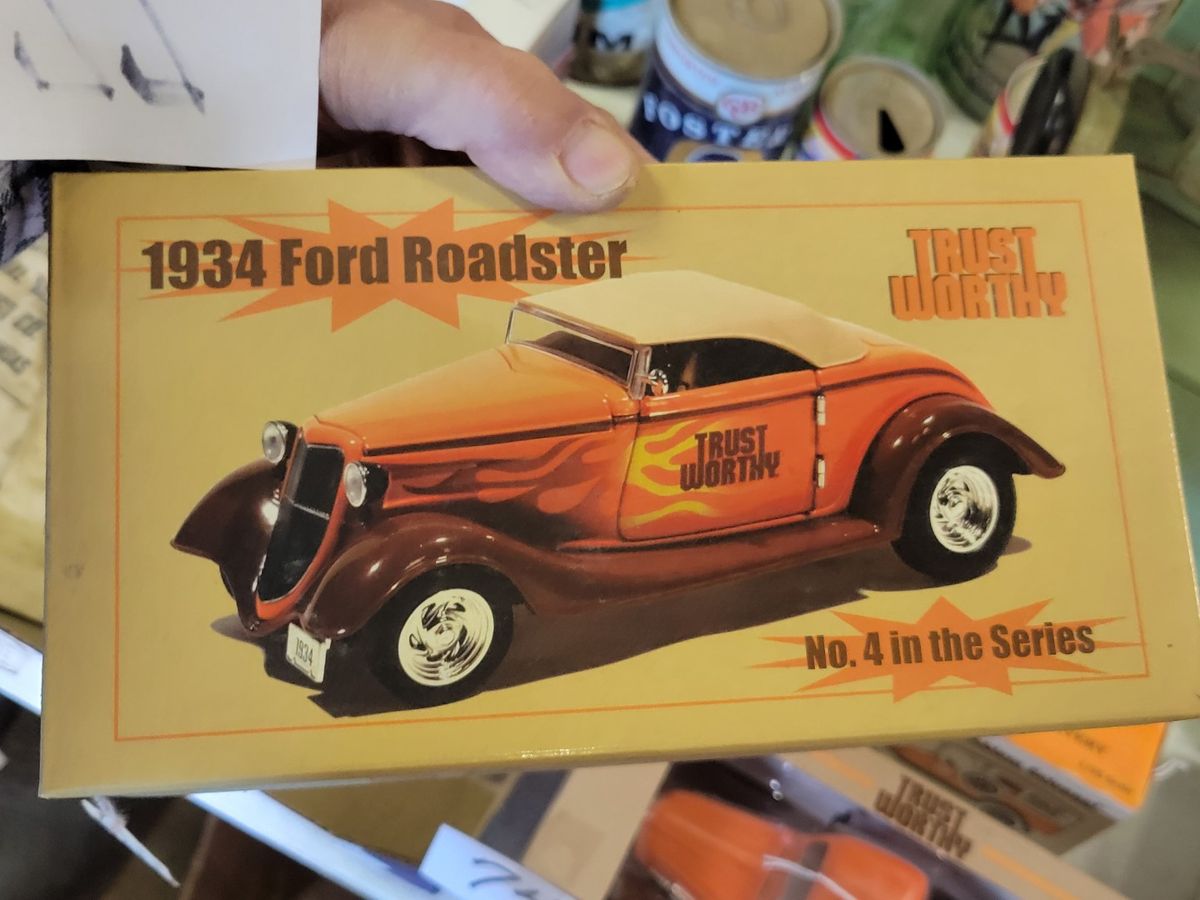 1934 Ford Roadster
TRUST
WORTHY
TRUST
WORTHY
1934
No. 4 in the Series
TRUST
WORTHY